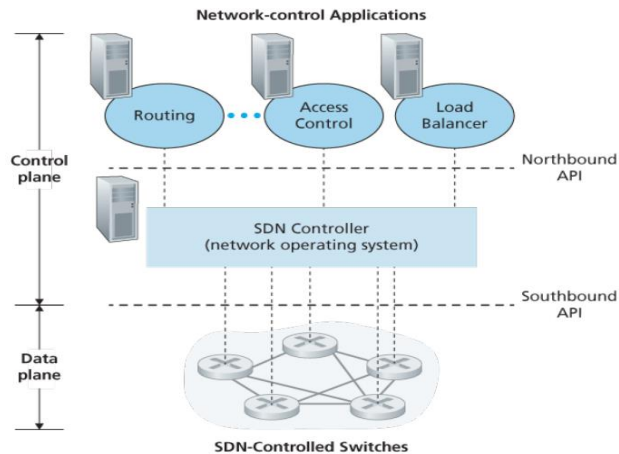 Network-control Applications
Routing
Access
Control
Load
Balancer
Control
plane
Northbound
API
SDN Controller
(network operating system)
Southbound
API
Data
plane
SDN-Controlled Switches